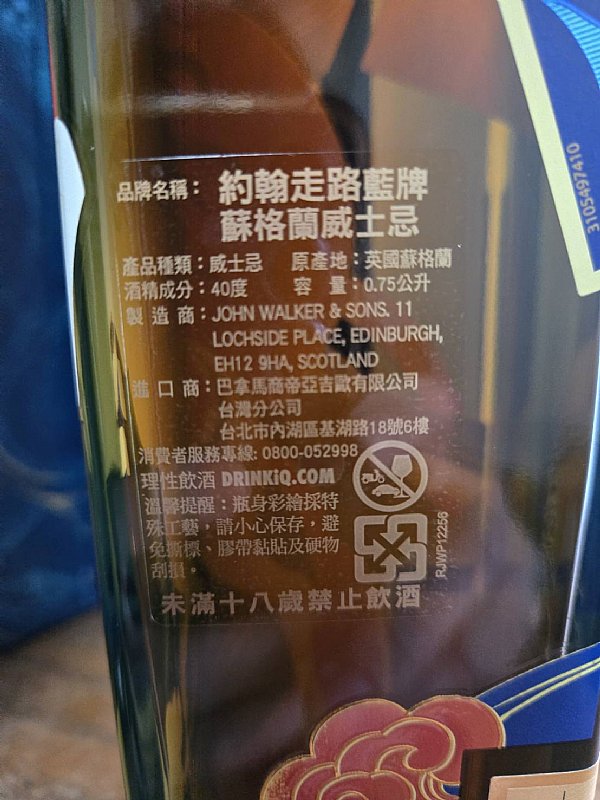 品牌名稱： 約翰走路藍牌
蘇格蘭威士忌
產品種類：威士忌 原產地：英國蘇格蘭
酒精成分：40度 容 量：0.75公升
製 造 商：JOHN WALKER & SONS. 11
LOCHSIDE PLACE, EDINBURGH,
EH12 9HA, SCOTLAND
進 口 商：巴拿馬商帝亞吉歐有限公司
台灣分公司
台北市內湖區基湖路18號6樓
消費者服務專線: 0800-052998
理性飲酒 DRINKiQ.COM
溫馨提醒：瓶身彩繪採特
殊工藝，請小心保存，避
免撕標、膠帶黏貼及硬物
刮損。
未滿十八歲禁止飲酒
RJWP12256
3105497410